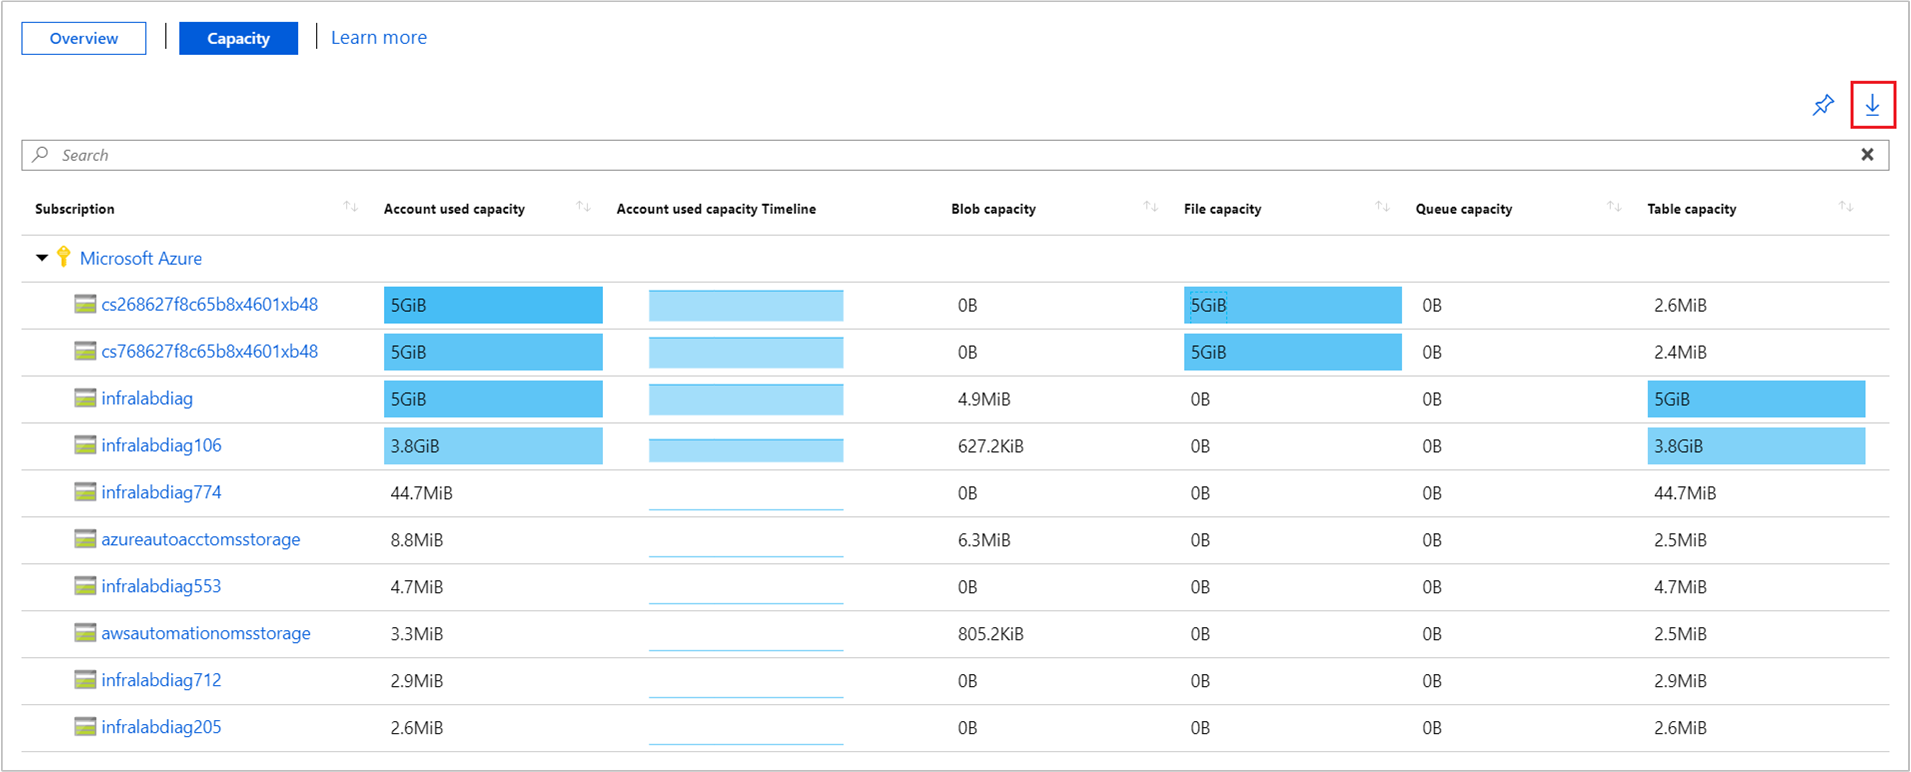 Overview | Capacity | Learn more
Search
Subscription Account used capacity Account used capacity Timeline Blob capacity File capacity Queue capacity Table capacity
Microsoft Azure
cs268627f8c65b8x4601xb48 5GiB 0B 5GiB 0B 2.6MiB
cs768627f8c65b8x4601xb48 5GiB 0B 5GiB 0B 2.4MiB
infralabdiag 5GiB 4.9MiB 0B 0B 5GiB
infralabdiag106 3.8GiB 627.2KiB 0B 0B 3.8GiB
infralabdiag774 44.7MiB 0B 0B 0B 44.7MiB
azureautoacctomsstorage 8.8MiB 6.3MiB 0B 0B 2.5MiB
infralabdiag553 4.7MiB 0B 0B 0B 4.7MiB
awsautomationomsstorage 3.3MiB 805.2KiB 0B 0B 2.5MiB
infralabdiag712 2.9MiB 0B 0B 0B 2.9MiB
infralabdiag205 2.6MiB 0B 0B 0B 2.6MiB